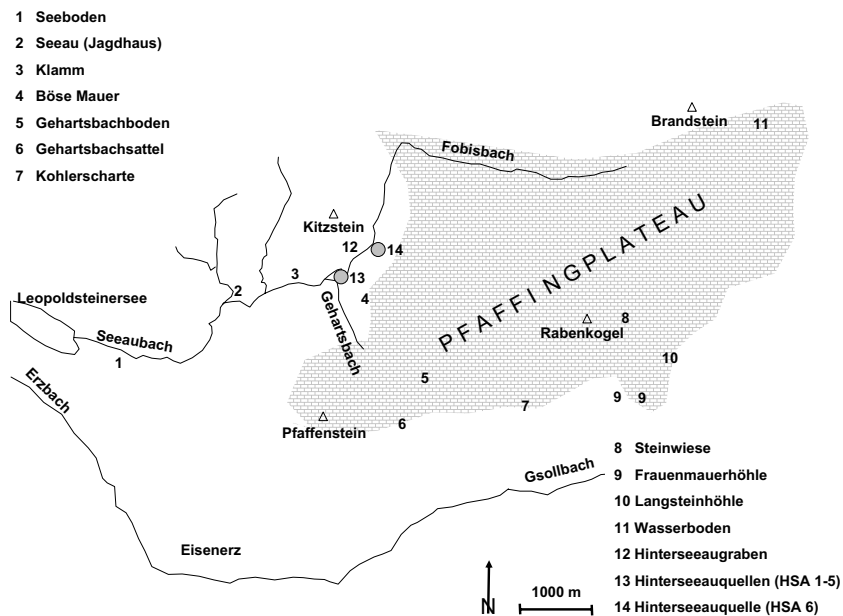 1 Seeboden
2 Seeau (Jagdhaus)
3 Klamm
4 Böse Mauer
5 Gehartsbachboden
6 Gehartsbachsattel
7 Kohlerscharte
Brandstein
11
Fobisbach
Kitzstein
12
14
13
3
4
2
Leopoldsteinersee
Gehartsbach
PFAFFINGPLATEAU
8
Rabenkogel
Seeaubach
1
10
5
Erzbach
9
9
7
Pfaffenstein
6
8 Steinwiese
Gsollbach
9 Frauenmauerhöhle
10 Langsteinhöhle
11 Wasserboden
Eisenerz
12 Hinterseeaugraben
13 Hinterseeauquellen (HSA 1-5)
14 Hinterseeauquelle (HSA 6)
N
1000 m